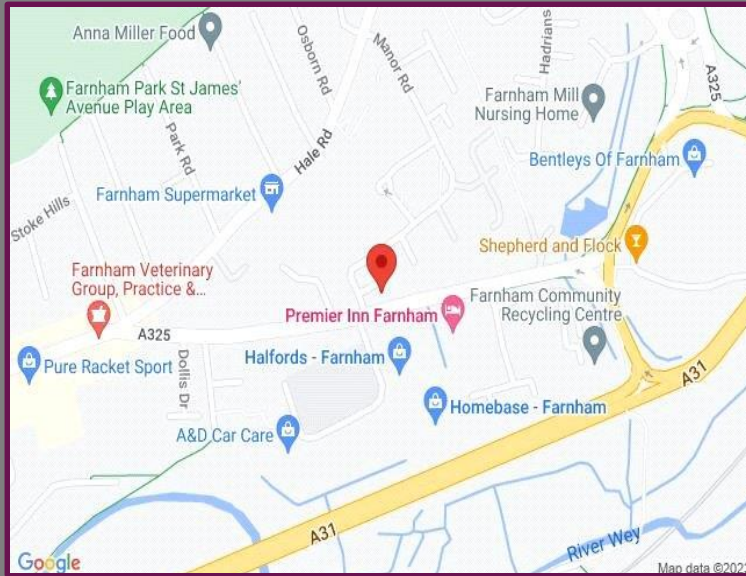 Anna Miller Food
Osborn Rd
Manor Rd
Hadrians
A325
Farnham Park St James'
Avenue Play Area
Farnham Mill
Nursing Home
Park Rd
Hale Rd
Bentleys Of Farnham
Farnham Supermarket
Stoke Hills
Shepherd and Flock
Farnham Veterinary
Group, Practice &...
Premier Inn Farnham
Farnham Community
Recycling Centre
A325
Halfords - Farnham
Pure Racket Sport
Dollis Dr
A31
Homebase - Farnham
A&D Car Care
A31
River Wey
Google
Map data ©202